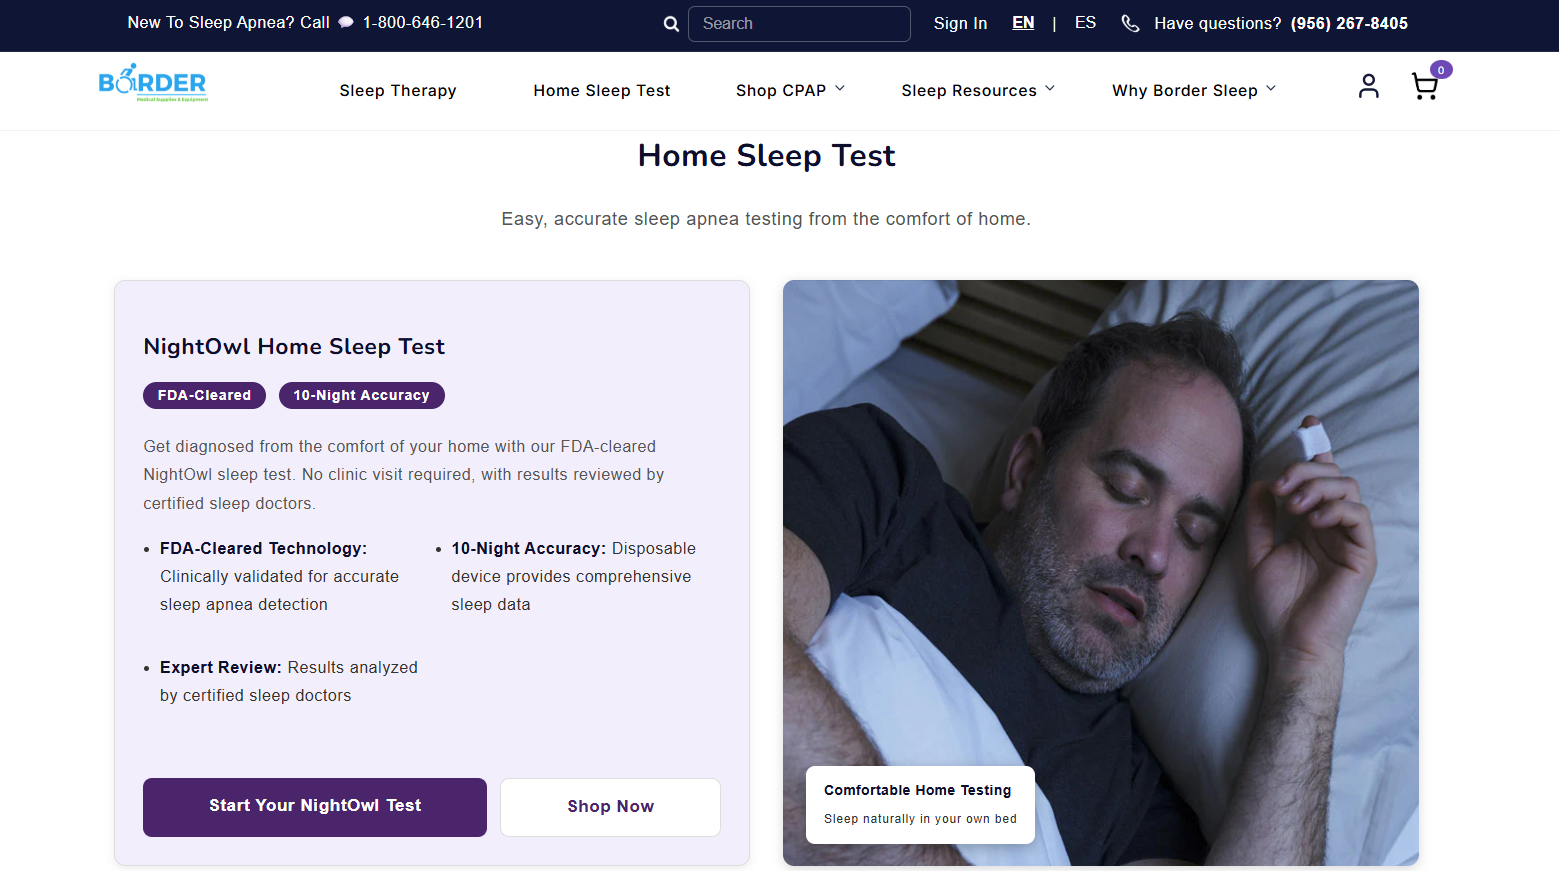 New To Sleep Apnea? Call 1-800-646-1201
Search
Sign In
EN | ES
Have questions? (956) 267-8405
BORDER
Medical Supplies & Equipment
Sleep Therapy
Home Sleep Test
Shop CPAP
Sleep Resources
Why Border Sleep
0
Home Sleep Test
Easy, accurate sleep apnea testing from the comfort of home.
NightOwl Home Sleep Test
FDA-Cleared
10-Night Accuracy
Get diagnosed from the comfort of your home with our FDA-cleared
NightOwl sleep test. No clinic visit required, with results reviewed by
certified sleep doctors.
• FDA-Cleared Technology:
Clinically validated for accurate
sleep apnea detection
• 10-Night Accuracy: Disposable
device provides comprehensive
sleep data
• Expert Review: Results analyzed
by certified sleep doctors
Start Your NightOwl Test
Shop Now
Comfortable Home Testing
Sleep naturally in your own bed